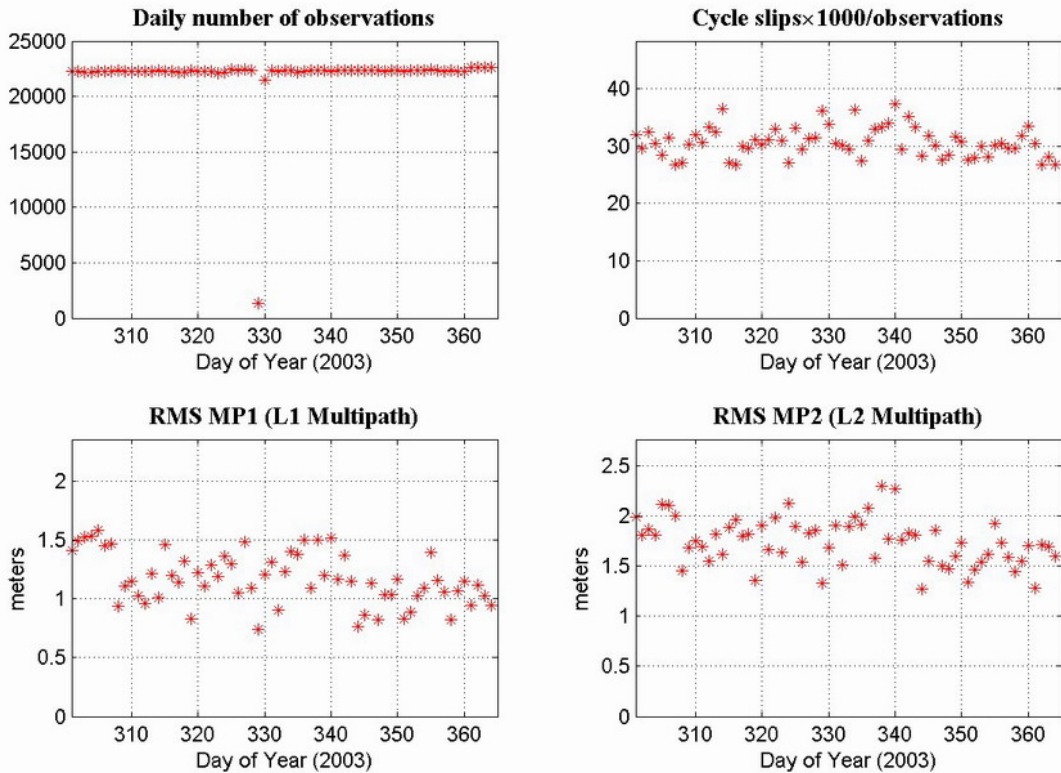 Daily number of observations
25000
20000
15000
10000
5000
0
310 320 330 340 350 360
Day of Year (2003)
Cycle slips×1000/observations
40
30
20
10
0
310 320 330 340 350 360
Day of Year (2003)
RMS MP1 (L1 Multipath)
meters
2
1.5
1
0.5
0
310 320 330 340 350 360
Day of Year (2003)
RMS MP2 (L2 Multipath)
meters
2.5
2
1.5
1
0.5
0
310 320 330 340 350 360
Day of Year (2003)